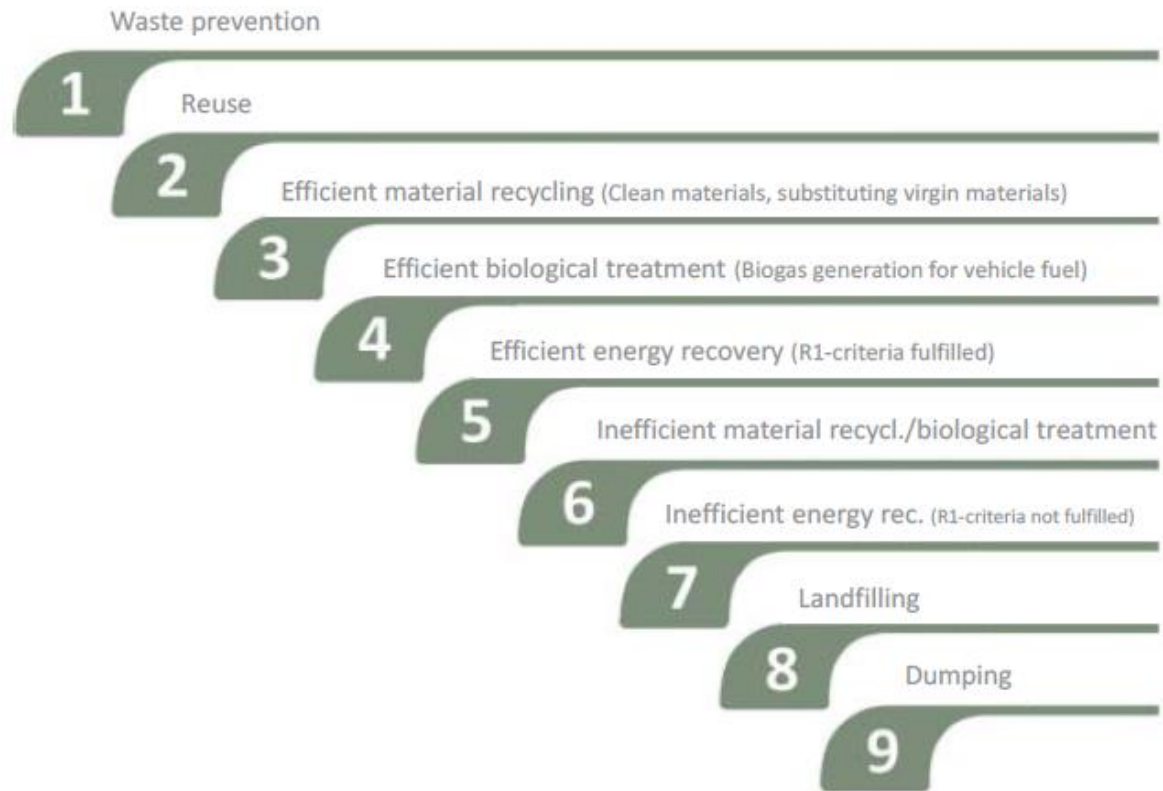 Waste prevention
1
Reuse
2
Efficient material recycling (Clean materials, substituting virgin materials)
3
Efficient biological treatment (Biogas generation for vehicle fuel)
4
Efficient energy recovery (R1-criteria fulfilled)
5
Inefficient material recycl./biological treatment
6
Inefficient energy rec. (R1-criteria not fulfilled)
7
Landfilling
8
Dumping
9